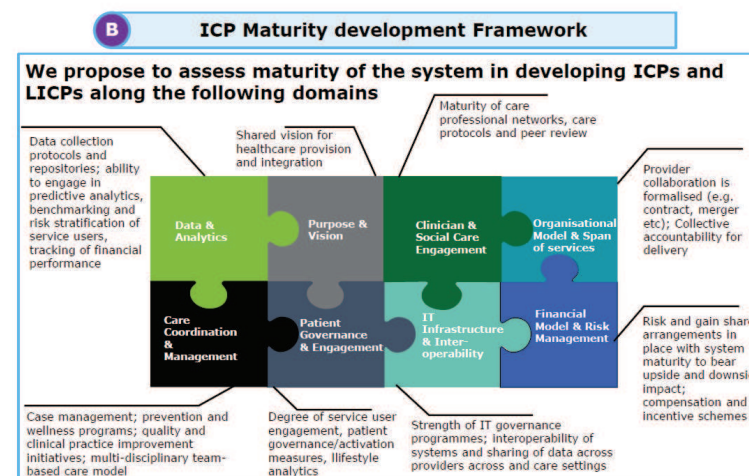 B
ICP Maturity development Framework
We propose to assess maturity of the system in developing ICPs and
LICPs along the following domains
Data collection
protocols and
repositories; ability
to engage in
predictive analytics,
benchmarking and
risk stratification of
service users,
tracking of financial
performance
Shared vision for
healthcare provision
and integration
Maturity of care
professional networks, care
protocols and peer review
Provider
collaboration is
formalised (e.g.
contract, merger
etc); Collective
accountability for
delivery
Data &
Analytics
Purpose &
Vision
Clinician &
Social Care
Engagement
Organisational
Model & Span
of services
Care
Coordination
&
Management
Patient
Governance
& Engagement
IT
Infrastructure
& Inter-
operability
Financial
Model & Risk
Management
Risk and gain share
arrangements in
place with system
maturity to bear
upside and downsid
impact;
compensation and
incentive schemes
Case management; prevention and
wellness programs; quality and
clinical practice improvement
initiatives; multi-disciplinary team-
based care model
Degree of service user
engagement, patient
governance/activation
measures, llifestyle
analytics
Strength of IT governance
programmes; interoperability of
systems and sharing of data across
providers across and care settings